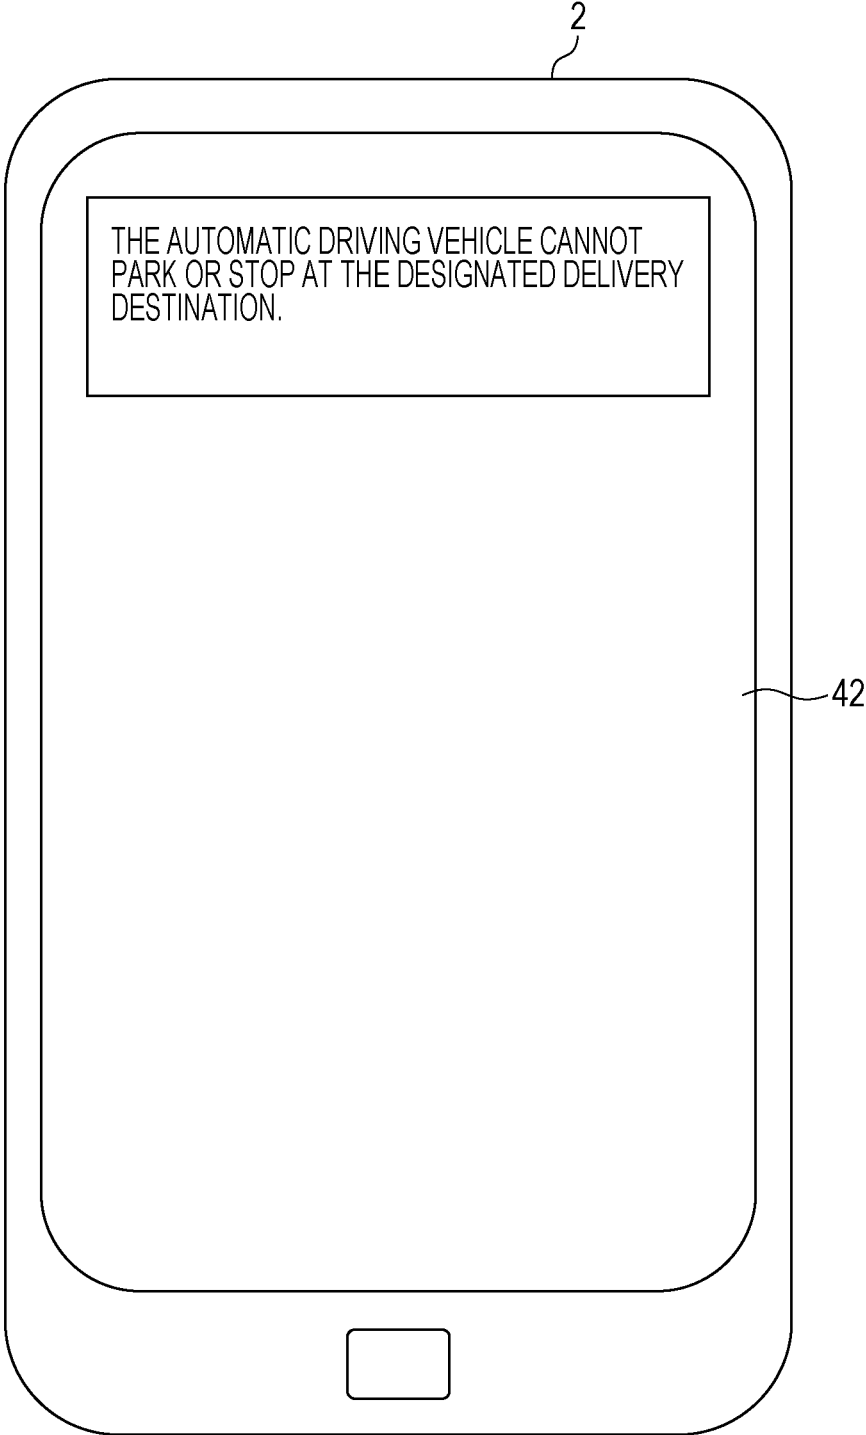 2
THE AUTOMATIC DRIVING VEHICLE CANNOT
PARK OR STOP AT THE DESIGNATED DELIVERY
DESTINATION.
42